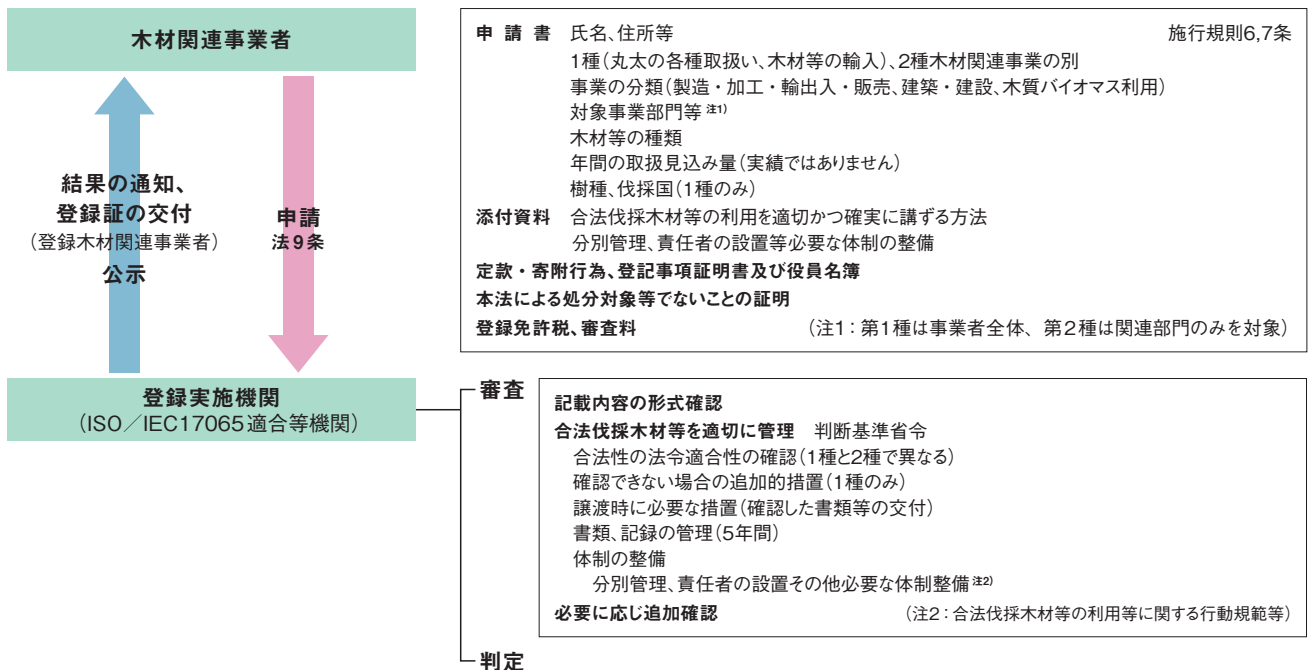 木材関連事業者
結果の通知、
登録証の交付
（登録木材関連事業者）
公示
申請
法9条
申請書 氏名、住所等 施行規則6,7条
1種（丸太の各種取扱い、木材等の輸入）、2種木材関連事業の別
事業の分類（製造・加工・輸出入・販売、建築・建設、木質バイオマス利用）
対象事業部門等 注1)
木材等の種類
年間の取扱見込み量（実績ではありません）
樹種、伐採国（1種のみ）
添付資料 合法伐採木材等の利用を適切かつ確実に講ずる方法
分別管理、責任者の設置等必要な体制の整備
定款・寄附行為、登記事項証明書及び役員名簿
本法による処分対象等でないことの証明
登録免許税、審査料 （注1：第1種は事業者全体、第2種は関連部門のみを対象）
登録実施機関
（ISO／IEC17065適合等機関）
審査
記載内容の形式確認
合法伐採木材等を適切に管理 判断基準省令
合法性の法令適合性の確認（1種と2種で異なる）
確認できない場合の追加的措置（1種のみ）
譲渡時に必要な措置（確認した書類等の交付）
書類、記録の管理（5年間）
体制の整備
分別管理、責任者の設置その他必要な体制整備 注2)
必要に応じ追加確認 （注2：合法伐採木材等の利用等に関する行動規範等）
判定